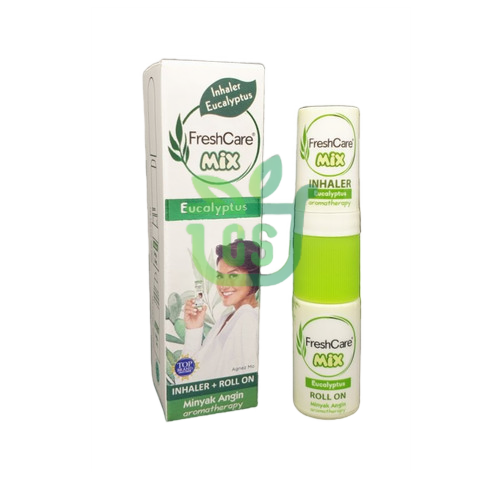 Inhaler
Eucalyptus
FreshCare®
Mix
Eucalyptus
TOP
INHALER + ROLL ON
Minyak Angin
aromatherapy
FreshCare
Mix
INHALER
Eucalyptus
aromatherapy
FreshCare
Mix
Eucalyptus
ROLL ON
Minyak Angin
aromatherapy